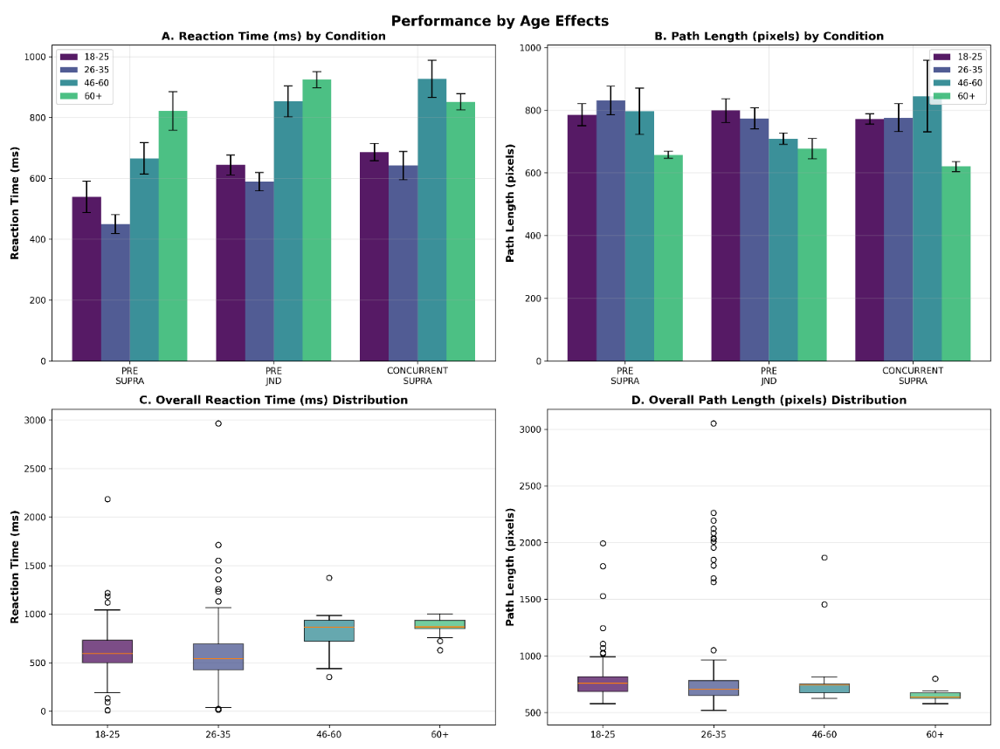 Performance by Age Effects
A. Reaction Time (ms) by Condition
18-25
26-35
46-60
60+
1000
800
600
400
200
0
Reaction Time (ms)
PRE
SUPRA
PRE
JND
CONCURRENT
SUPRA
B. Path Length (pixels) by Condition
18-25
26-35
46-60
60+
1000
800
600
400
200
0
Path Length (pixels)
PRE
SUPRA
PRE
JND
CONCURRENT
SUPRA
C. Overall Reaction Time (ms) Distribution
3000
2500
2000
1500
1000
500
0
Reaction Time (ms)
18-25
26-35
46-60
60+
D. Overall Path Length (pixels) Distribution
3000
2500
2000
1500
1000
500
Path Length (pixels)
18-25
26-35
46-60
60+